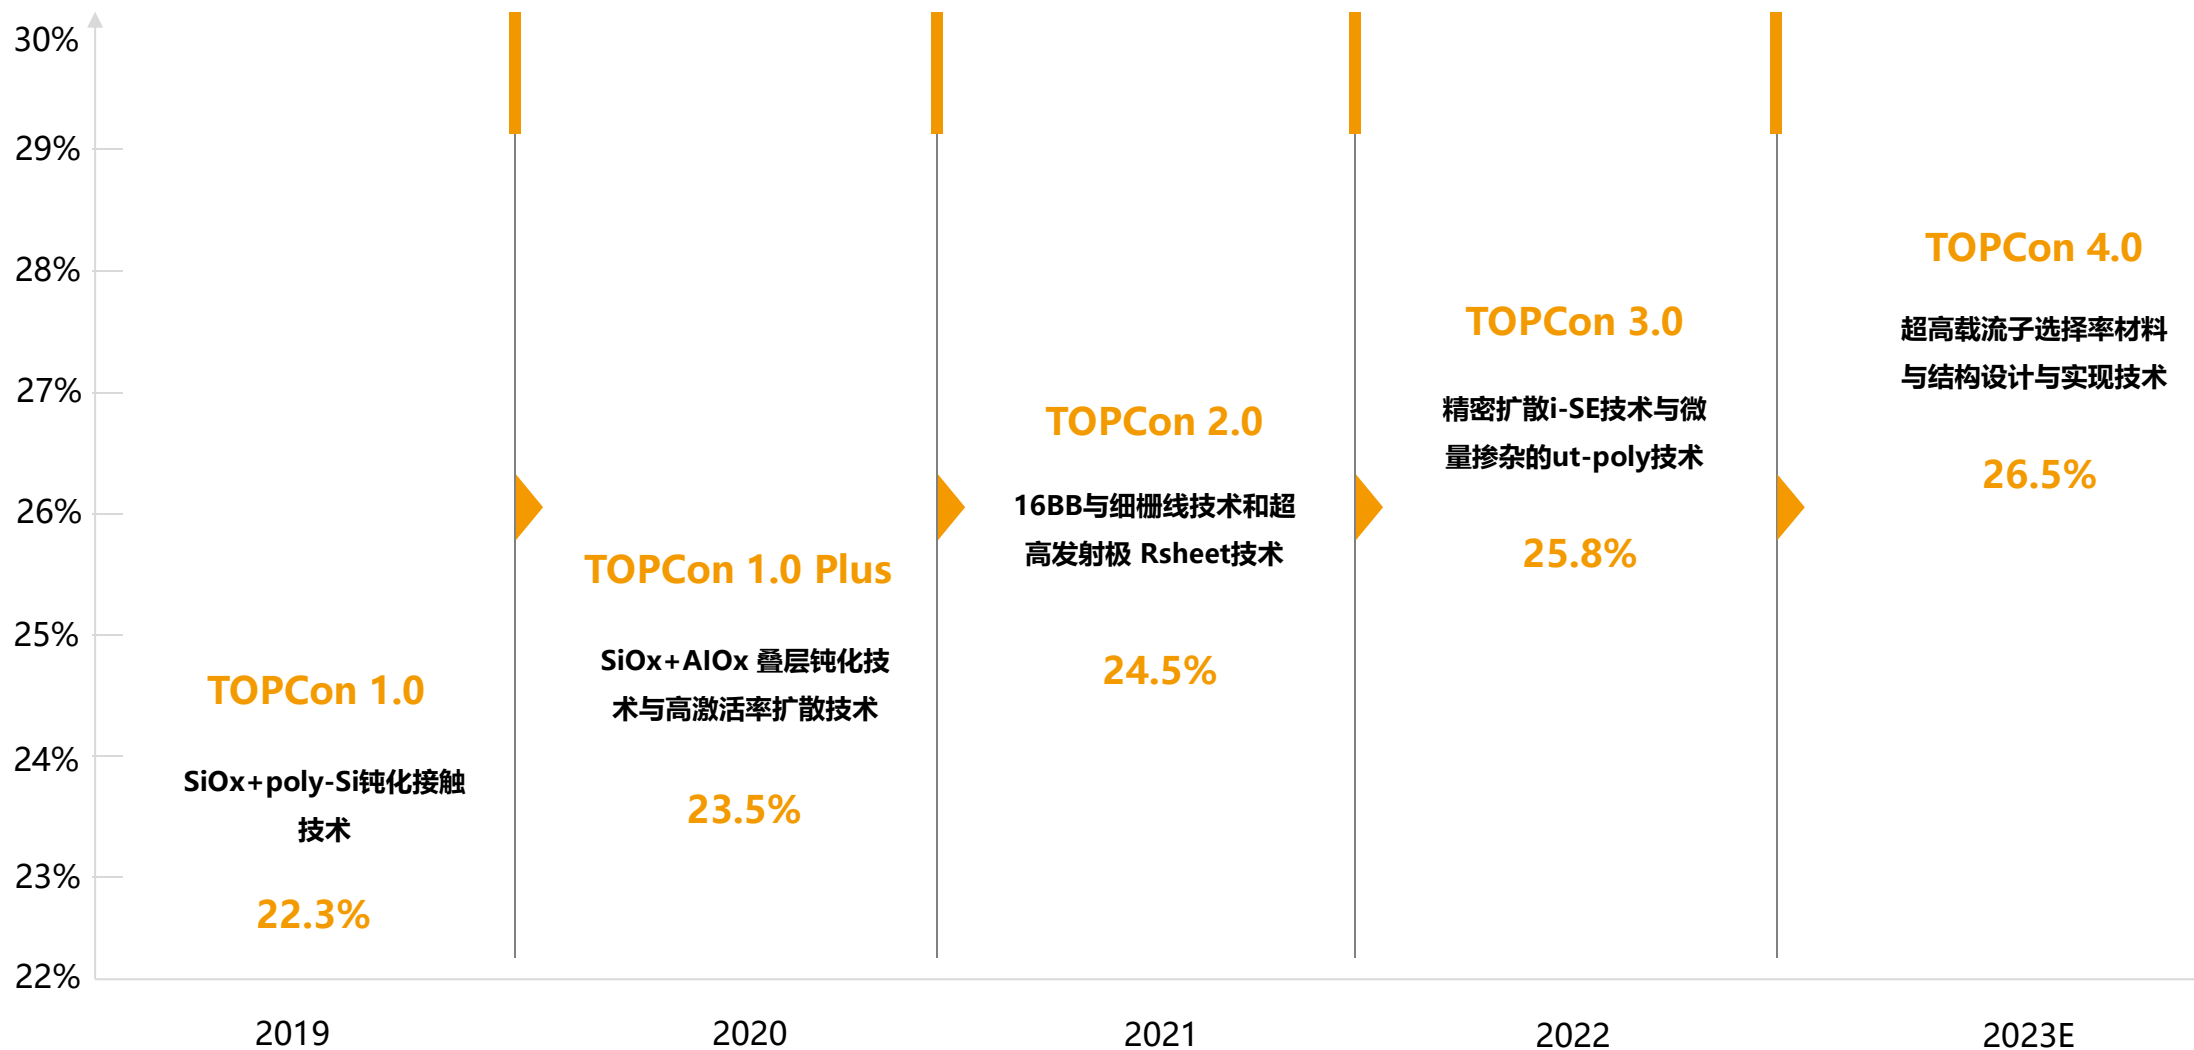 30%
29%
28%
27%
26%
25%
24%
23%
22%
TOPCon 1.0
SiOx+poly-Si钝化接触
技术
22.3%
2019
TOPCon 1.0 Plus
SiOx+AlOx 叠层钝化技
术与高激活率扩散技术
23.5%
2020
TOPCon 2.0
16BB与细栅线技术和超
高发射极 Rsheet技术
24.5%
2021
TOPCon 3.0
精密扩散i-SE技术与微
量掺杂的ut-poly技术
25.8%
2022
TOPCon 4.0
超高载流子选择率材料
与结构设计与实现技术
26.5%
2023E